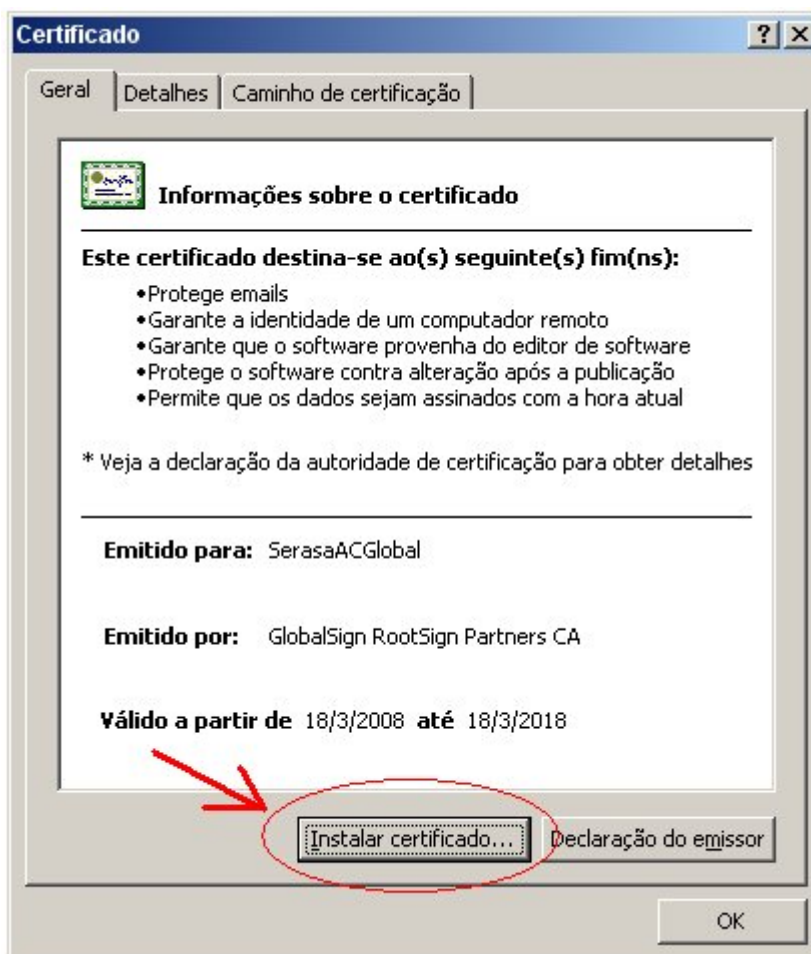 Certificado
Geral Detalhes Caminho de certificação
Informações sobre o certificado
Este certificado destina-se ao(s) seguinte(s) fim(ns):
•Protege emails
•Garante a identidade de um computador remoto
•Garante que o software provenha do editor de software
•Protege o software contra alteração após a publicação
•Permite que os dados sejam assinados com a hora atual
* Veja a declaração da autoridade de certificação para obter detalhes
Emitido para: SerasaACGlobal
Emitido por: GlobalSign RootSign Partners CA
Válido a partir de 18/3/2008 até 18/3/2018
Instalar certificado... Declaração do emissor
OK